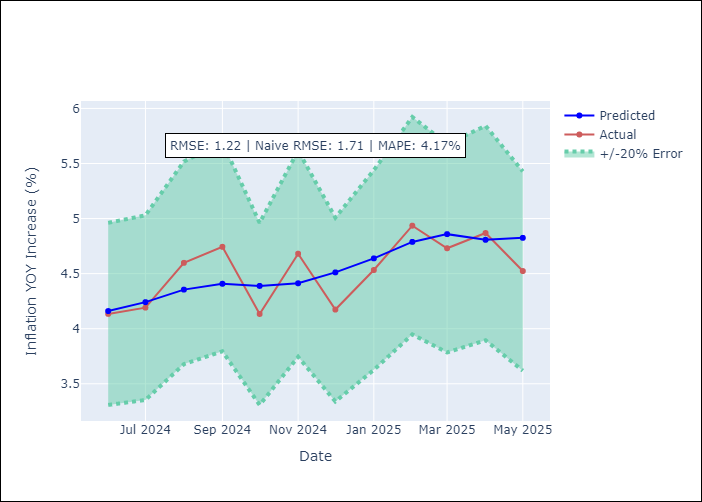 RMSE: 1.22 | Naive RMSE: 1.71 | MAPE: 4.17%
Predicted
Actual
+/-20% Error
Inflation YOY Increase (%)
6
5.5
5
4.5
4
3.5
Jul 2024
Sep 2024
Nov 2024
Jan 2025
Mar 2025
May 2025
Date